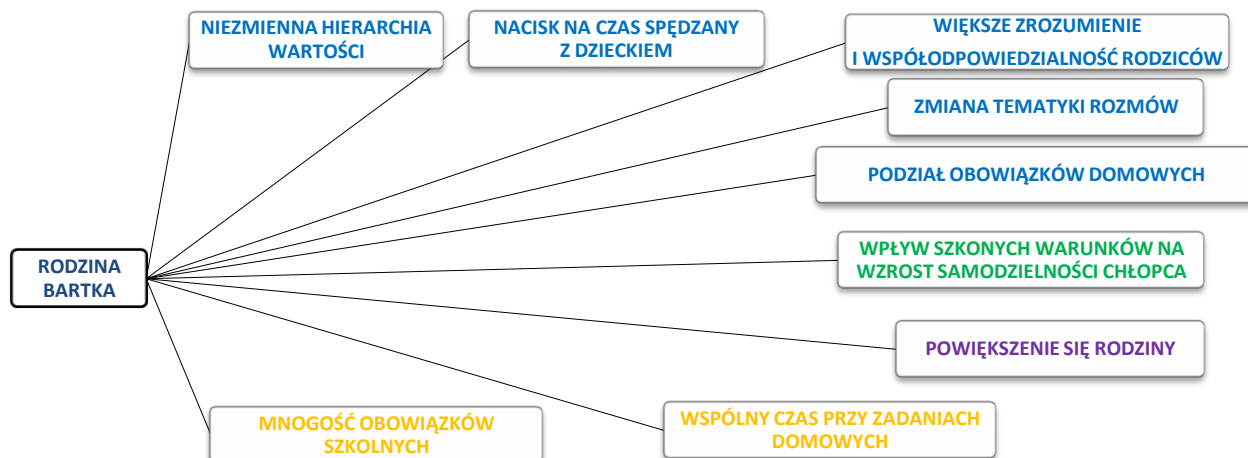 NIEZMIENNA HIERARCHIA
WARTOŚCI
NACISK NA CZAS SPĘDZANY
Z DZIECKIEM
WIĘKSZE ZROZUMIENIE
I WSPÓŁODPOWIEDZIALNOŚĆ RODZICÓW
ZMIANA TEMATYKI ROZMÓW
PODZIAŁ OBOWIĄZKÓW DOMOWYCH
RODZINA
BARTKA
WPŁYW SZKONYCH WARUNKÓW NA
WZROST SAMODZIELNOŚCI CHŁOPCA
POWIĘKSZENIE SIĘ RODZINY
MNOGOŚĆ OBOWIĄZKÓW
SZKOLNYCH
WSPÓLNY CZAS PRZY ZADANIACH
DOMOWYCH